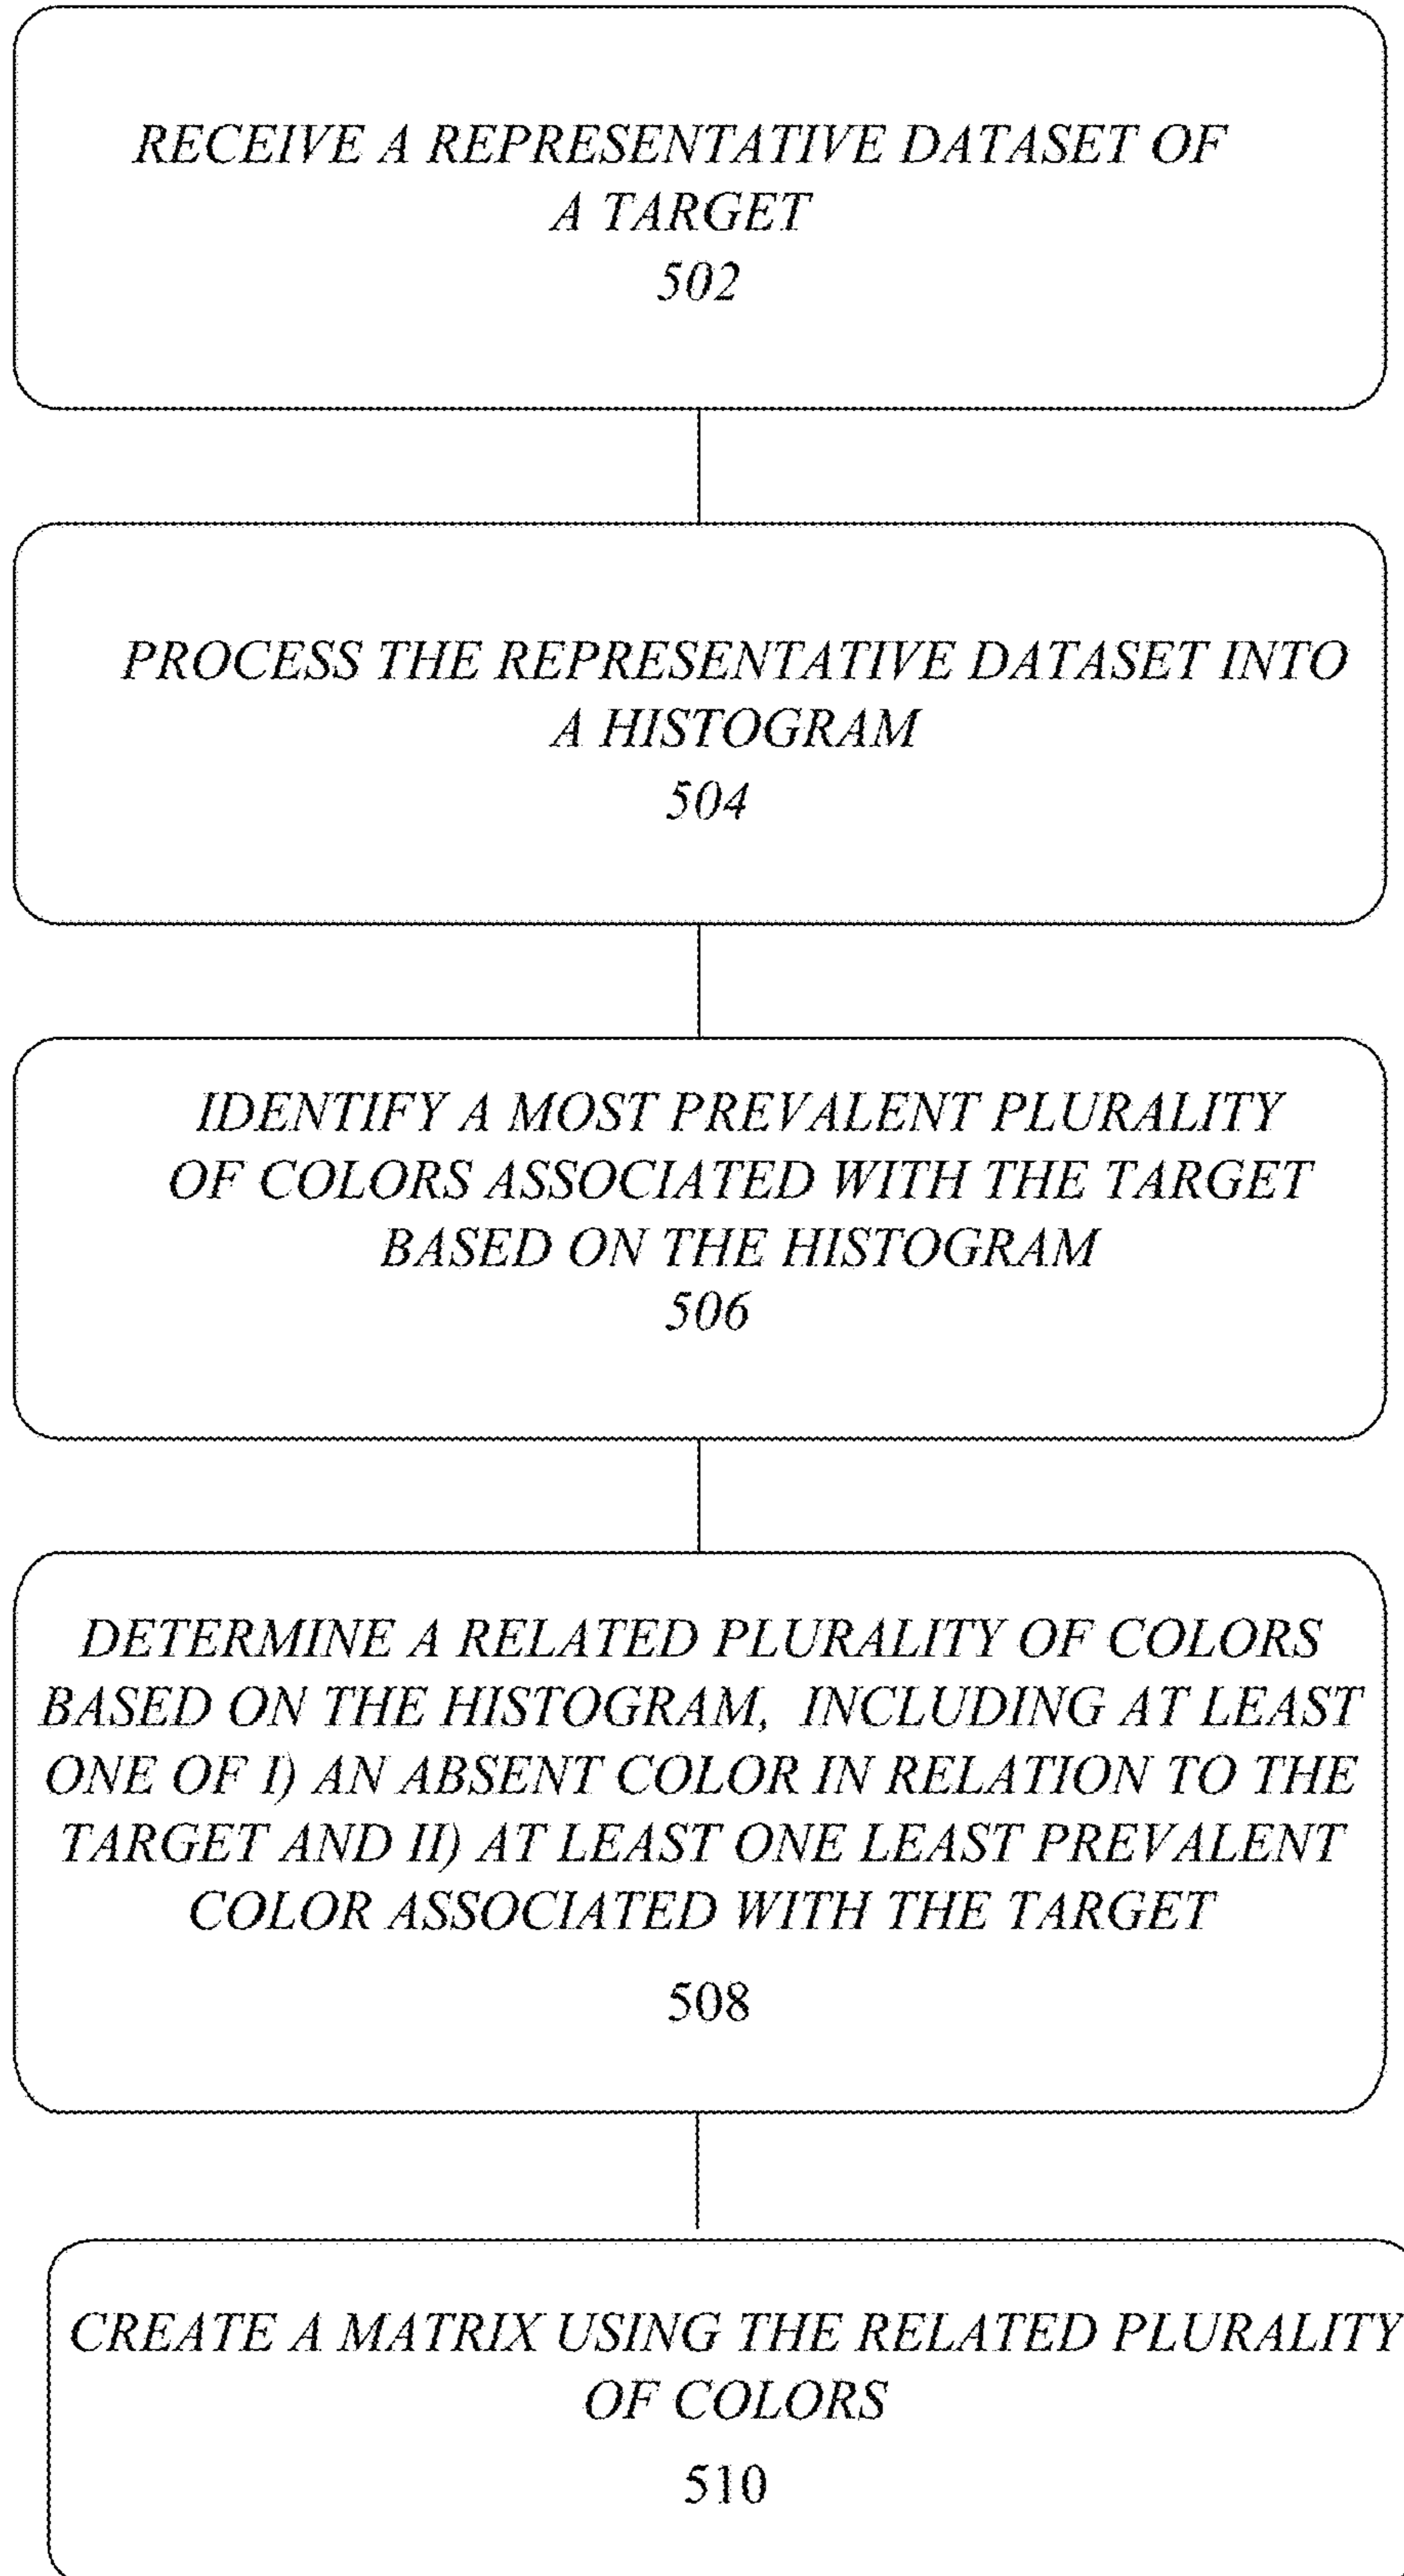 RECEIVE A REPRESENTATIVE DATASET OF
A TARGET
502
PROCESS THE REPRESENTATIVE DATASET INTO
A HISTOGRAM
504
IDENTIFY A MOST PREVALENT PLURALITY
OF COLORS ASSOCIATED WITH THE TARGET
BASED ON THE HISTOGRAM
506
DETERMINE A RELATED PLURALITY OF COLORS
BASED ON THE HISTOGRAM, INCLUDING AT LEAST
ONE OF I) AN ABSENT COLOR IN RELATION TO THE
TARGET AND II) AT LEAST ONE LEAST PREVALENT
COLOR ASSOCIATED WITH THE TARGET
508
CREATE A MATRIX USING THE RELATED PLURALITY
OF COLORS
510